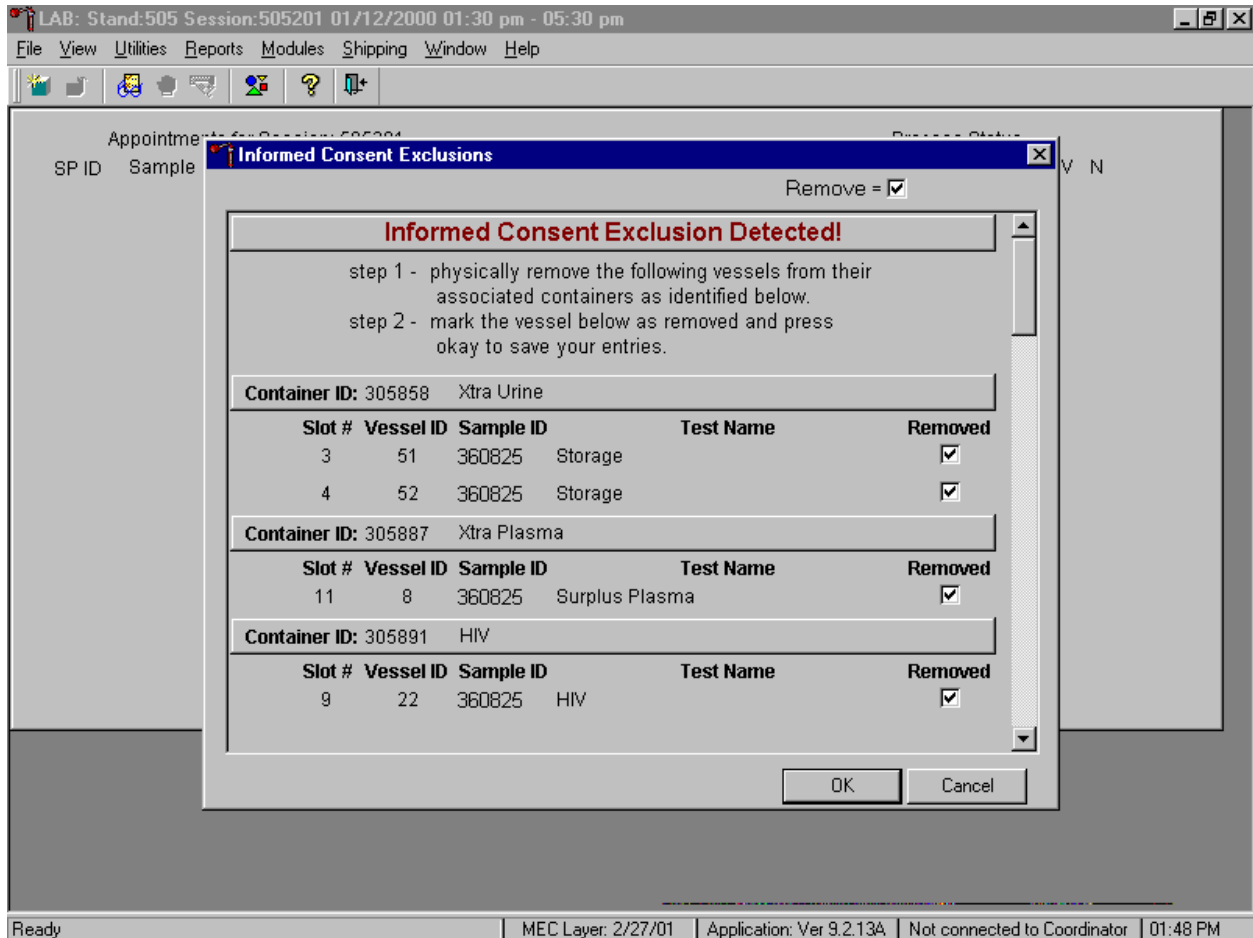 LAB: Stand:505 Session:505201 01/12/2000 01:30 pm - 05:30 pm
File View Utilities Reports Modules Shipping Window Help
SP ID Sample
V N
Informed Consent Exclusions
Remove =
Informed Consent Exclusion Detected!
step 1 - physically remove the following vessels from their
associated containers as identified below.
step 2 - mark the vessel below as removed and press
okay to save your entries.
Container ID: 305858 Xtra Urine
Slot # Vessel ID Sample ID Test Name Removed
3 51 360825 Storage
4 52 360825 Storage
Container ID: 305887 Xtra Plasma
Slot # Vessel ID Sample ID Test Name Removed
11 8 360825 Surplus Plasma
Container ID: 305891 HIV
Slot # Vessel ID Sample ID Test Name Removed
9 22 360825 HIV
OK Cancel
Ready MEC Layer: 2/27/01 Application: Ver 9.2.13A Not connected to Coordinator 01:48 PM